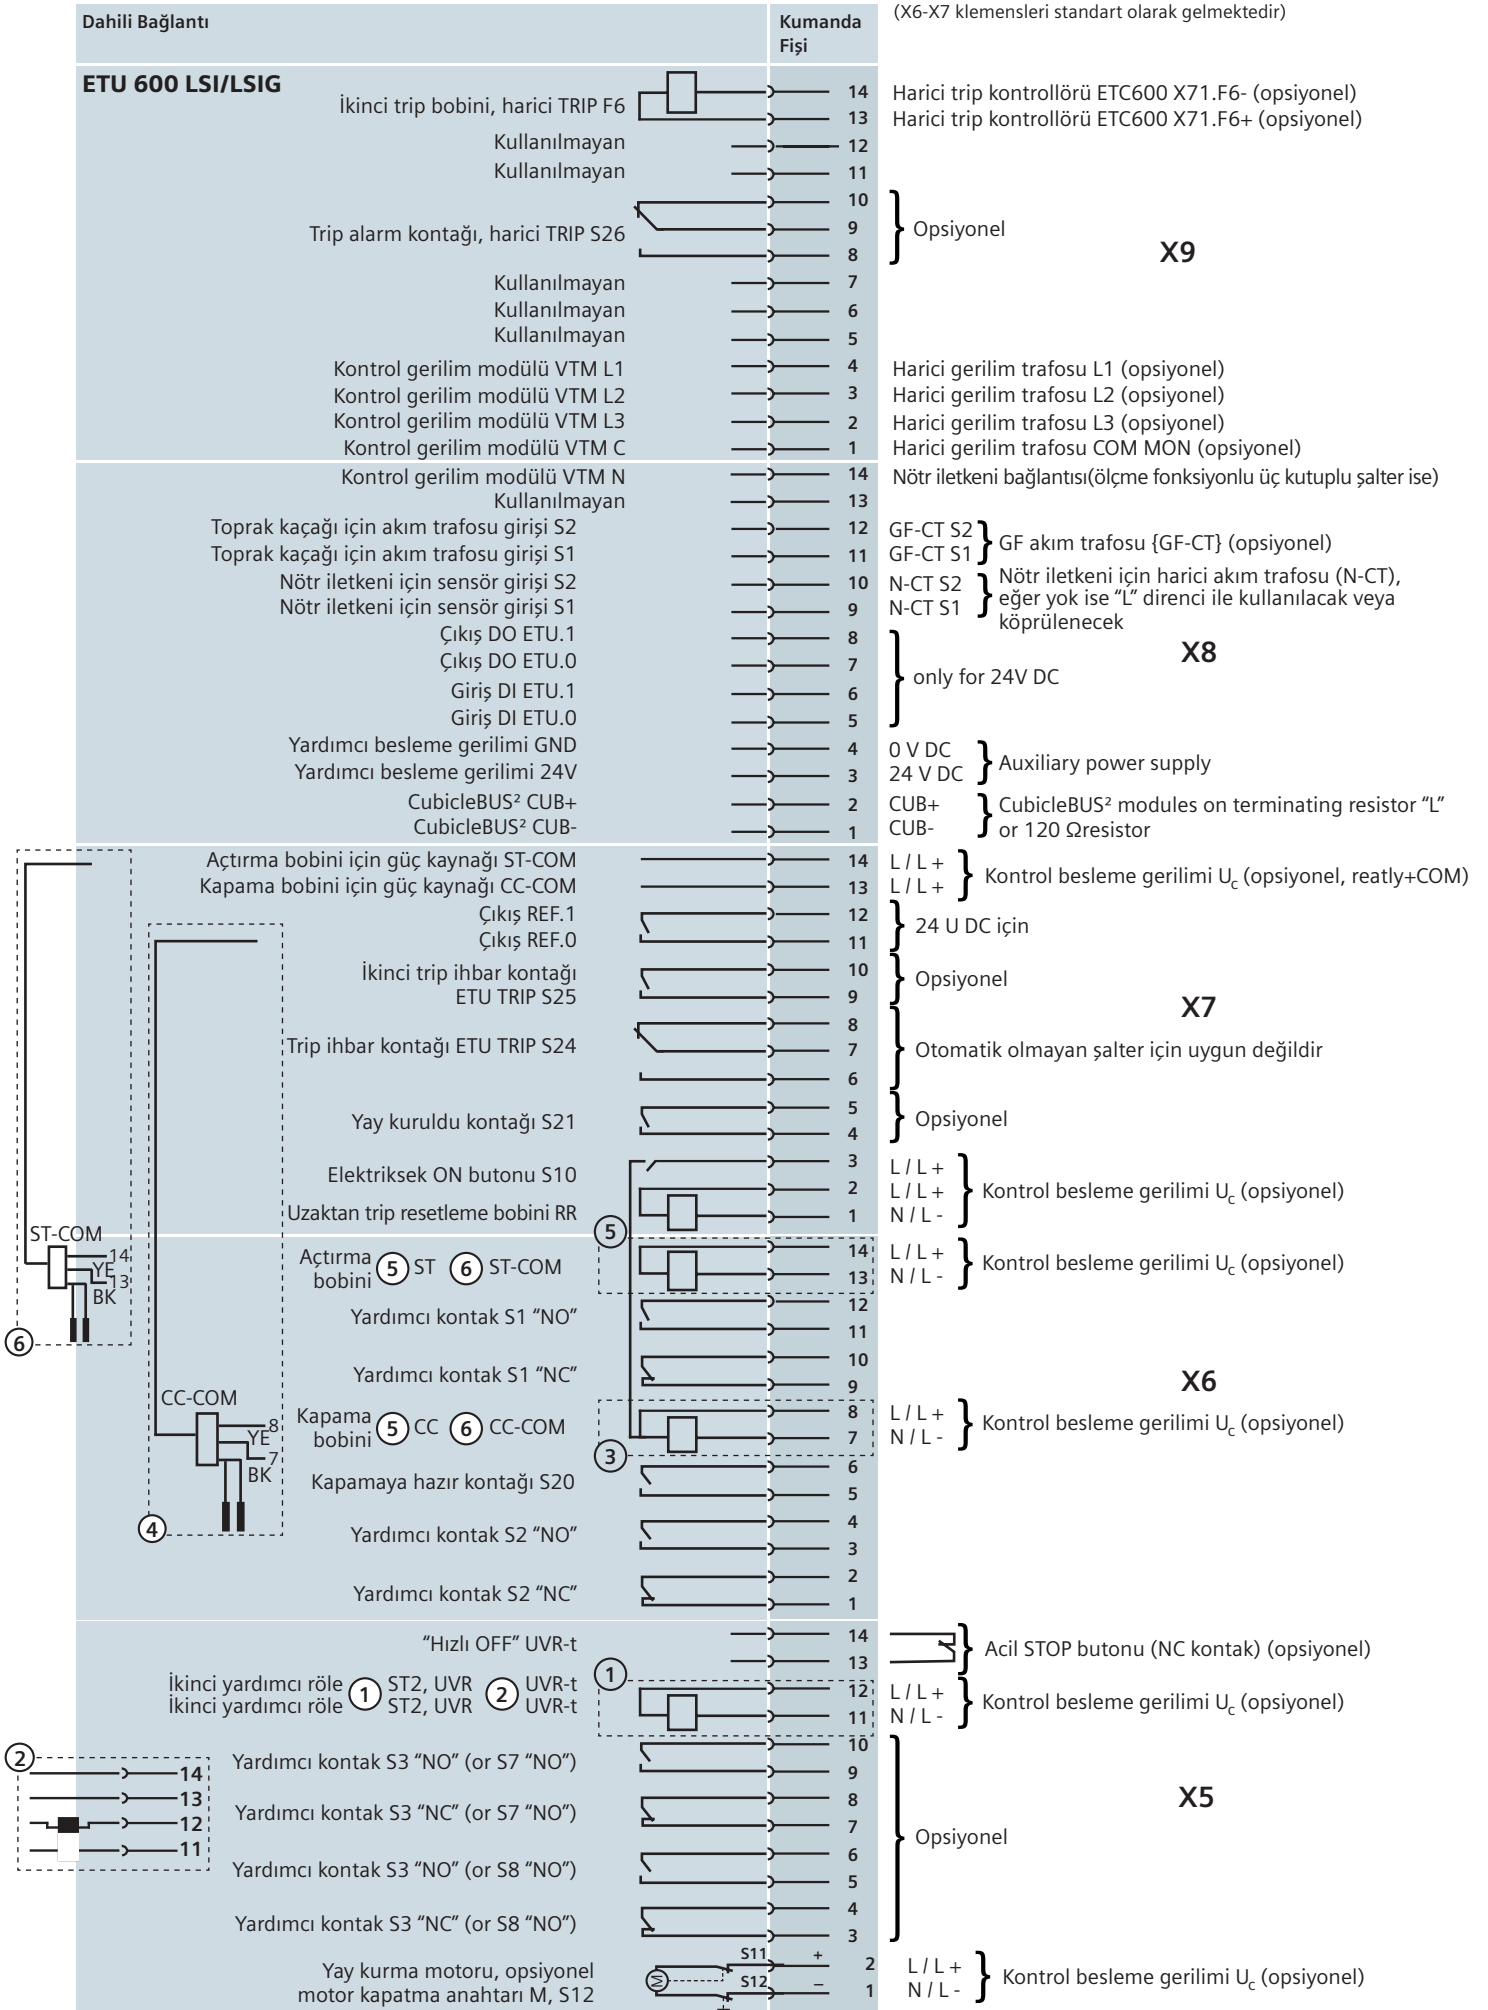 Dahili Bağlantı
Kumanda
Fişi
(X6-X7 klemensleri standart olarak gelmektedir)
ETU 600 LSI/LSIG
İkinci trip bobini, harici TRIP F6
14 Harici trip kontrollörü ETC600 X71.F6- (opsiyonel)
13 Harici trip kontrollörü ETC600 X71.F6+ (opsiyonel)
Kullanılmayan 12
Kullanılmayan 11
10
Trip alarm kontağı, harici TRIP S26 9 Opsiyonel
8
X9
Kullanılmayan 7
Kullanılmayan 6
Kullanılmayan 5
Kontrol gerilim modülü VTM L1 4 Harici gerilim trafosu L1 (opsiyonel)
Kontrol gerilim modülü VTM L2 3 Harici gerilim trafosu L2 (opsiyonel)
Kontrol gerilim modülü VTM L3 2 Harici gerilim trafosu L3 (opsiyonel)
Kontrol gerilim modülü VTM C 1 Harici gerilim trafosu COM MON (opsiyonel)
Kontrol gerilim modülü VTM N 14 Nötr iletkeni bağlantısı(ölçme fonksiyonlu üç kutuplu şalter ise)
Kullanılmayan 13
Toprak kaçağı için akım trafosu girişi S2 12 GF-CT S2
Toprak kaçağı için akım trafosu girişi S1 11 GF-CT S1
GF akım trafosu {GF-CT} (opsiyonel)
Nötr iletkeni için sensör girişi S2 10 N-CT S2
Nötr iletkeni için sensör girişi S1 9 N-CT S1
Nötr iletkeni için harici akım trafosu (N-CT),
eğer yok ise “L” direnci ile kullanılacak veya
köprülenecek
Çıkış DO ETU.1 8
Çıkış DO ETU.0 7
Giriş DI ETU.1 6
Giriş DI ETU.0 5
only for 24V DC
X8
Yardımcı besleme gerilimi GND 4 0 V DC
Yardımcı besleme gerilimi 24V 3 24 V DC
Auxiliary power supply
CubicleBUS² CUB+ 2 CUB+
CubicleBUS² CUB- 1 CUB-
CubicleBUS² modules on terminating resistor “L”
or 120 Ωresistor
Açtırma bobini için güç kaynağı ST-COM 14 L / L +
Kapama bobini için güç kaynağı CC-COM 13 L / L +
Kontrol besleme gerilimi Uc (opsiyonel, reatly+COM)
Çıkış REF.1 12
Çıkış REF.0 11
24 U DC için
İkinci trip ihbar kontağı 10
ETU TRIP S25 9
Opsiyonel
X7
8
Trip ihbar kontağı ETU TRIP S24 7 Otomatik olmayan şalter için uygun değildir
6
5
Yay kuruldu kontağı S21 4 Opsiyonel
Elektriksek ON butonu S10 3 L / L +
2 L / L +
Uzaktan trip resetleme bobini RR 1 N / L -
Kontrol besleme gerilimi Uc (opsiyonel)
5
ST-COM
14
YE
13
BK
6
Açtırma
bobini 5 ST 6 ST-COM
14 L / L +
13 N / L -
Kontrol besleme gerilimi Uc (opsiyonel)
Yardımcı kontak S1 “NO” 12
11
Yardımcı kontak S1 “NC” 10
9
X6
CC-COM
8
YE
7
BK
4
Kapama
bobini 5 CC 6 CC-COM
8 L / L +
7 N / L -
Kontrol besleme gerilimi Uc (opsiyonel)
3
Kapamaya hazır kontağı S20 6
5
Yardımcı kontak S2 “NO” 4
3
Yardımcı kontak S2 “NC” 2
1
“Hızlı OFF” UVR-t 14
13
Acil STOP butonu (NC kontak) (opsiyonel)
1
İkinci yardımcı röle 1 ST2, UVR 2 UVR-t 12 L / L +
İkinci yardımcı röle ST2, UVR UVR-t 11 N / L -
Kontrol besleme gerilimi Uc (opsiyonel)
2
14
13
12
11
Yardımcı kontak S3 “NO” (or S7 “NO”) 10
9
Yardımcı kontak S3 “NC” (or S7 “NO”) 8
7
X5
Opsiyonel
Yardımcı kontak S3 “NO” (or S8 “NO”) 6
5
Yardımcı kontak S3 “NC” (or S8 “NO”) 4
3
Yay kurma motoru, opsiyonel
motor kapatma anahtarı M, S12
M
S11 + 2 L / L +
S12 – 1 N / L -
Kontrol besleme gerilimi Uc (opsiyonel)